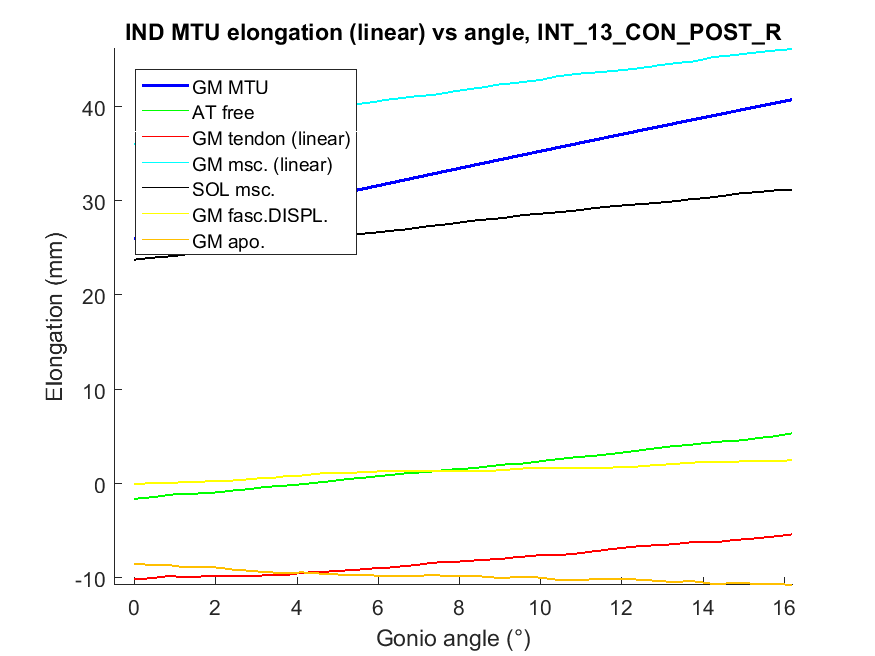 IND MTU elongation (linear) vs angle, INT_13_CON_POST_R
GM MTU
AT free
GM tendon (linear)
GM msc. (linear)
SOL msc.
GM fasc.DISPL.
GM apo.
Elongation (mm)
40
30
20
10
0
-10
0 2 4 6 8 10 12 14 16
Gonio angle (°)